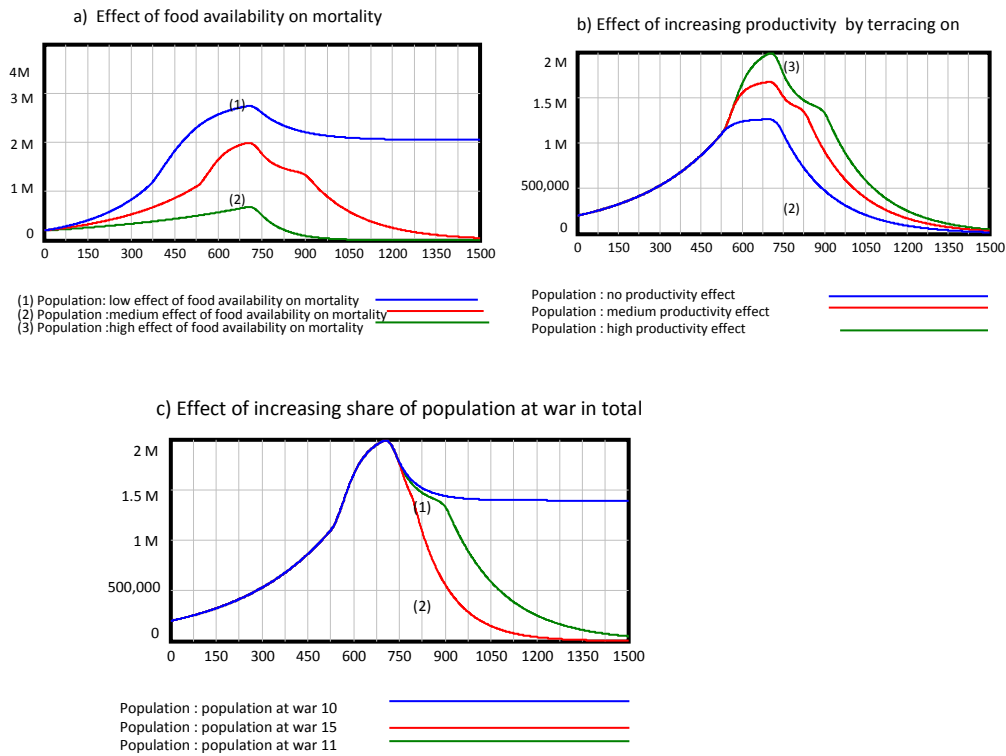 a) Effect of food availability on mortality
4M
3 M
2 M
1 M
0
(1)
(2)
0 150 300 450 600 750 900 1050 1200 1350 1500
(1) Population: low effect of food availability on mortality
(2) Population :medium effect of food availability on mortality
(3) Population :high effect of food availability on mortality
b) Effect of increasing productivity by terracing on
2 M
1.5 M
1 M
500,000
0
(3)
(2)
0 150 300 450 600 750 900 1050 1200 1350 1500
Population : no productivity effect
Population : medium productivity effect
Population : high productivity effect
c) Effect of increasing share of population at war in total
2 M
1.5 M
1 M
500,000
0
(1)
(2)
0 150 300 450 600 750 900 1050 1200 1350 1500
Population : population at war 10
Population : population at war 15
Population : population at war 11